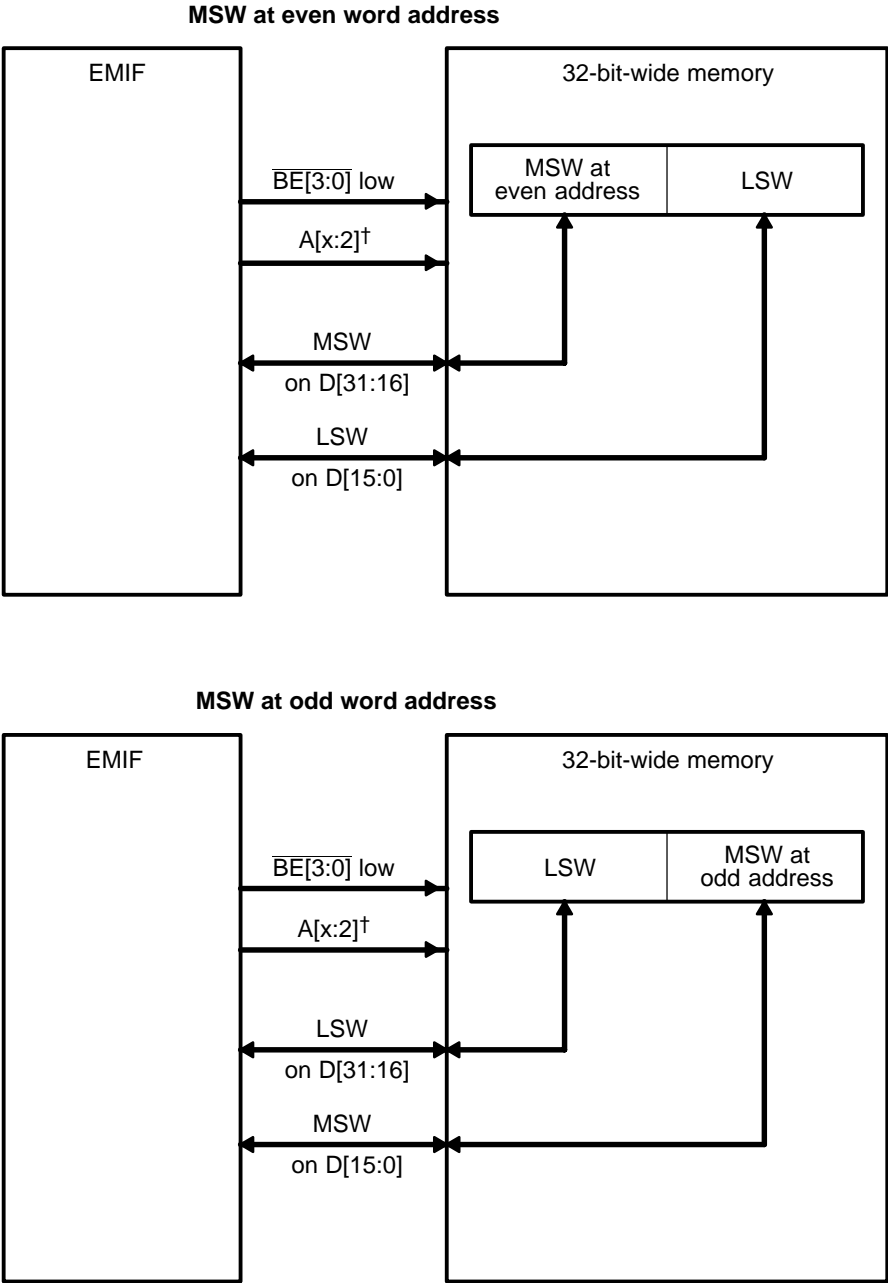 MSW at even word address
EMIF
32-bit-wide memory
BE[3:0] low
MSW at
even address
LSW
A[x:2]†
MSW
on D[31:16]
LSW
on D[15:0]
MSW at odd word address
EMIF
32-bit-wide memory
BE[3:0] low
LSW
MSW at
odd address
A[x:2]†
LSW
on D[31:16]
MSW
on D[15:0]